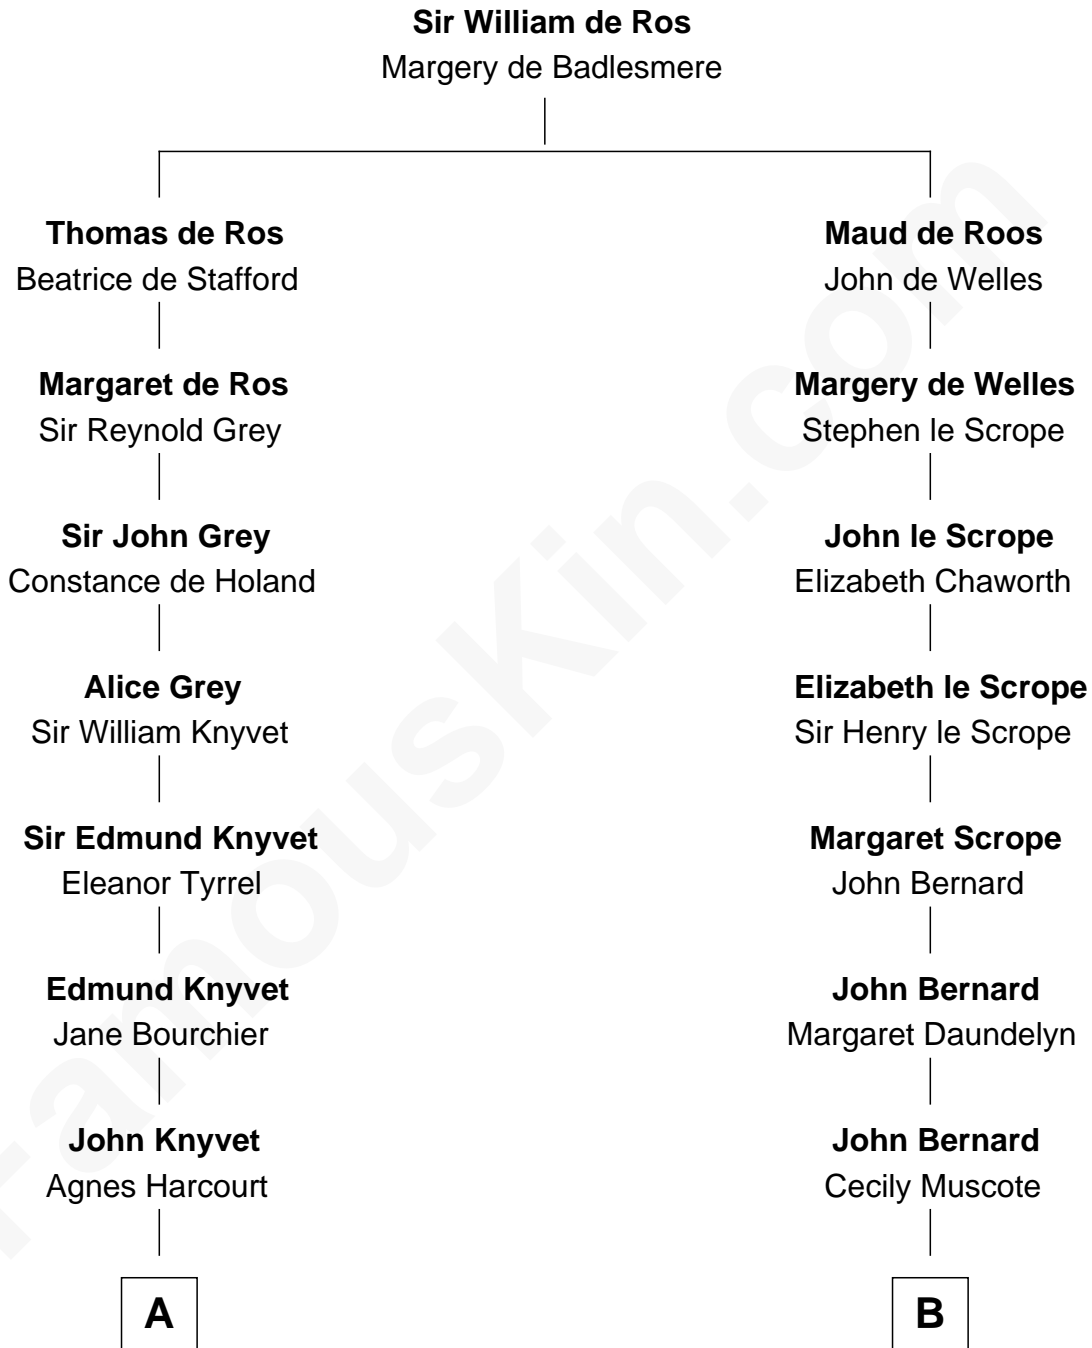 Sir William de Ros
Margery de Badlesmere
Thomas de Ros
Beatrice de Stafford
Margaret de Ros
Sir Reynold Grey
Sir John Grey
Constance de Holand
Alice Grey
Sir William Knyvet
Sir Edmund Knyvet
Eleanor Tyrrel
Edmund Knyvet
Jane Bourchier
John Knyvet
Agnes Harcourt
A
Maud de Roos
John de Welles
Margery de Welles
Stephen le Scrope
John le Scrope
Elizabeth Chaworth
Elizabeth le Scrope
Sir Henry le Scrope
Margaret Scrope
John Bernard
John Bernard
Margaret Daundelyn
John Bernard
Cecily Muscote
B
FamousKin.com